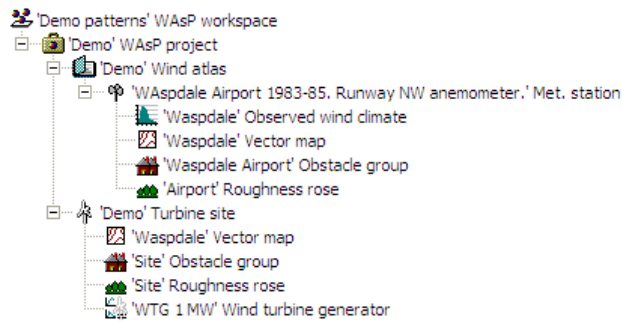 'Demo patterns' WAsP workspace
'Demo' WAsP project
'Demo' Wind atlas
'WAspdale Airport 1983-85. Runway NW anemometer.' Met. station
'Waspdale' Observed wind climate
'Waspdale' Vector map
'Waspdale Airport' Obstacle group
'Airport' Roughness rose
'Demo' Turbine site
'Waspdale' Vector map
'Site' Obstacle group
'Site' Roughness rose
'WTG 1 MW' Wind turbine generator